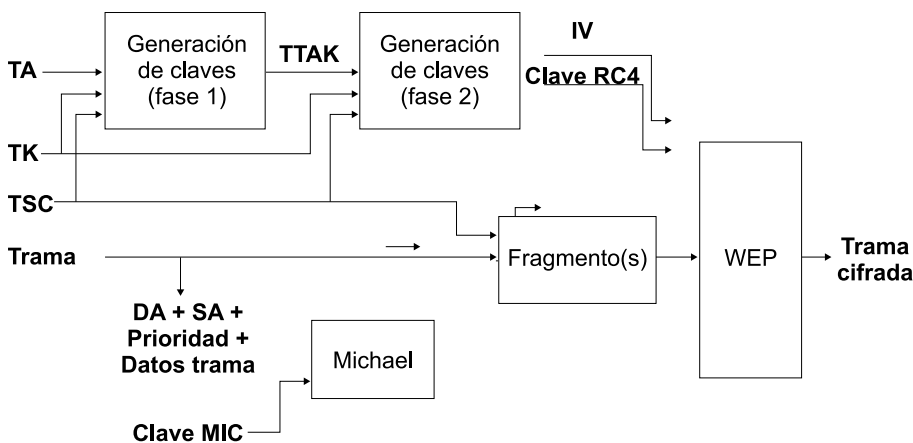 Generación
de claves
(fase 1)
TTAK
Generación
de claves
(fase 2)
IV
Clave RC4
TA
TK
TSC
Trama
Fragmento(s)
WEP
Trama
cifrada
DA + SA +
Prioridad +
Datos trama
Michael
Clave MIC